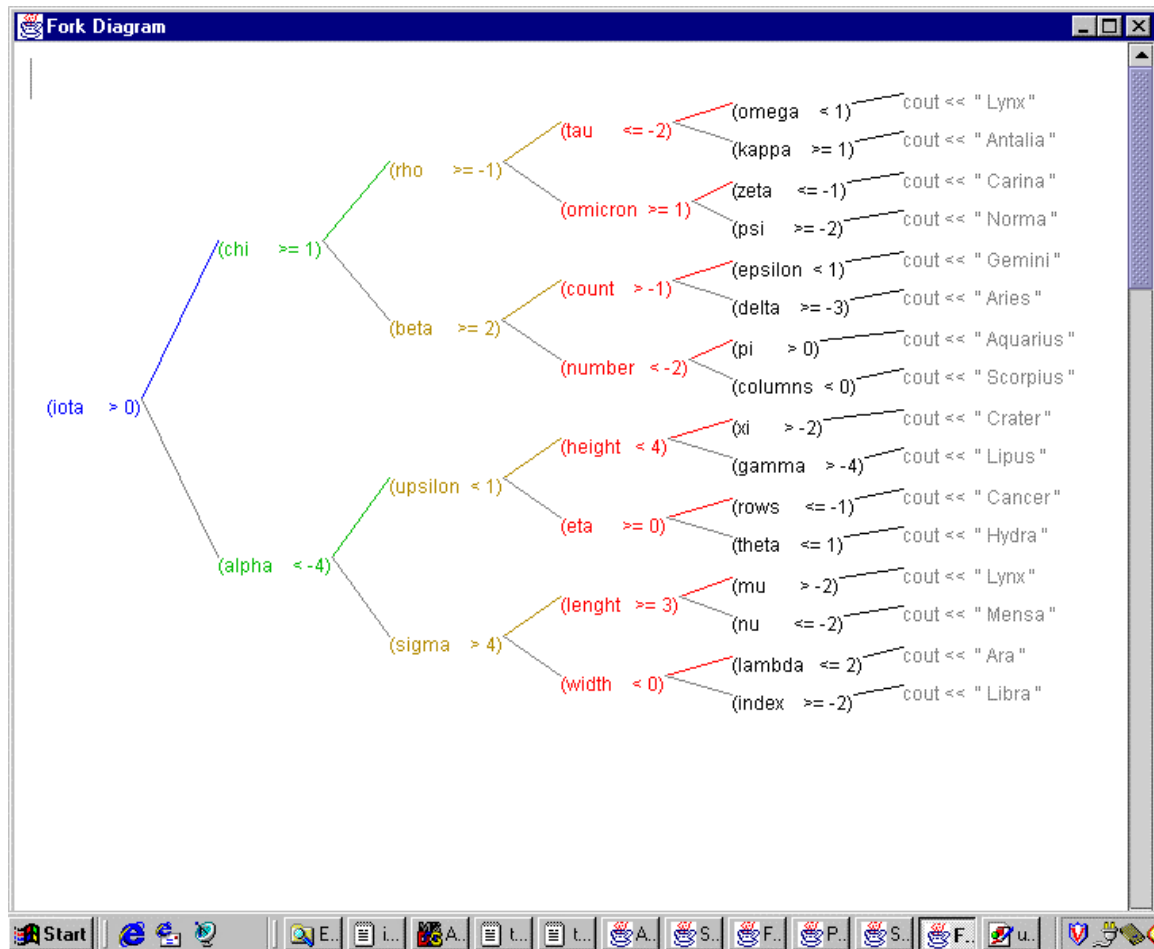 Fork Diagram
(omega < 1) cout << " Lynx "
(tau <= -2)
(kappa >= 1) cout << " Antalia "
(rho >= -1)
(zeta <= -1) cout << " Carina "
(omicron >= 1)
(psi >= -2) cout << " Norma "
(chi >= 1)
(epsilon < 1) cout << " Gemini "
(count > -1)
(delta >= -3) cout << " Aries "
(beta >= 2)
(pi > 0) cout << " Aquarius "
(number < -2)
(columns < 0) cout << " Scorpius "
(iota > 0)
(xi > -2) cout << " Crater "
(height < 4)
(gamma > -4) cout << " Lipus "
(upsilon < 1)
(rows <= -1) cout << " Cancer "
(eta >= 0)
(theta <= 1) cout << " Hydra "
(alpha < -4)
(mu > -2) cout << " Lynx "
(lenght >= 3)
(nu <= -2) cout << " Mensa "
(sigma > 4)
(lambda <= 2) cout << " Ara "
(width < 0)
(index >= -2) cout << " Libra "
Start E.. i... A.. t... t... A.. S.. F.. P.. S.. F.. u..